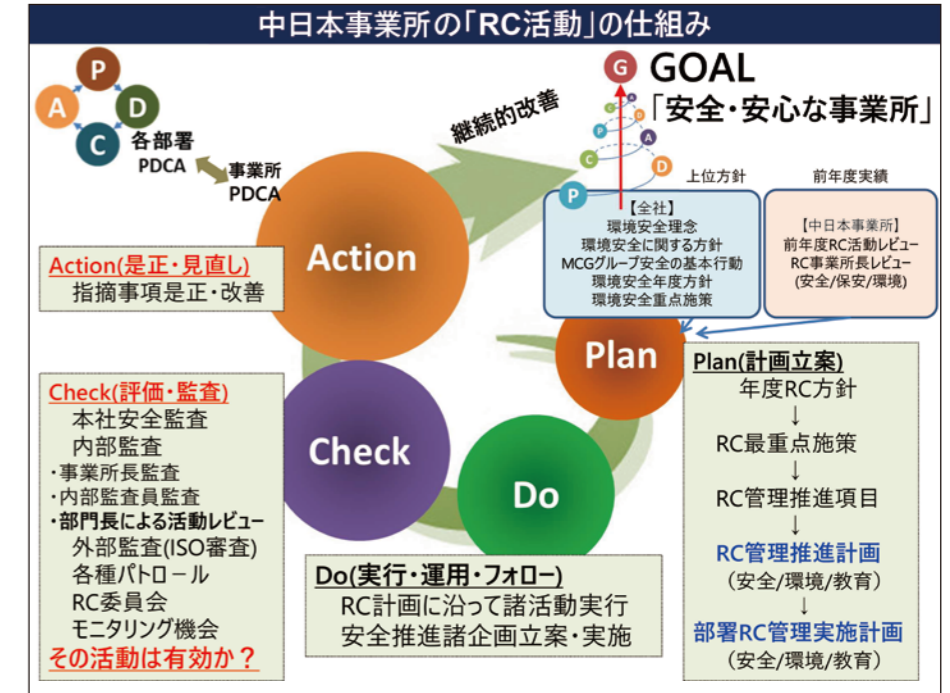 中日本事業所の「RC活動」の仕組み
P
A
D
C
各部署
PDCA
事業所
PDCA
継続的改善
G
GOAL
「安全・安心な事業所」
A
C
D
P
A
C
D
P
上位方針
前年度実績
【全社】
環境安全理念
環境安全に関する方針
MCGグループ安全の基本行動
環境安全年度方針
環境安全重点施策
【中日本事業所】
前年度RC活動レビュー
RC事業所長レビュー
(安全/保安/環境)
Action
Action(是正・見直し)
指摘事項是正・改善
Plan
Plan(計画立案)
年度RC方針
↓
RC最重点施策
↓
RC管理推進項目
↓
RC管理推進計画
(安全/環境/教育)
↓
部署RC管理実施計画
(安全/環境/教育)
Check
Check(評価・監査)
本社安全監査
内部監査
・事業所長監査
・内部監査員監査
・部門長による活動レビュー
外部監査(ISO審査)
各種パトロール
RC委員会
モニタリング機会
その活動は有効か？
Do
Do(実行・運用・フォロー)
RC計画に沿って諸活動実行
安全推進諸企画立案・実施